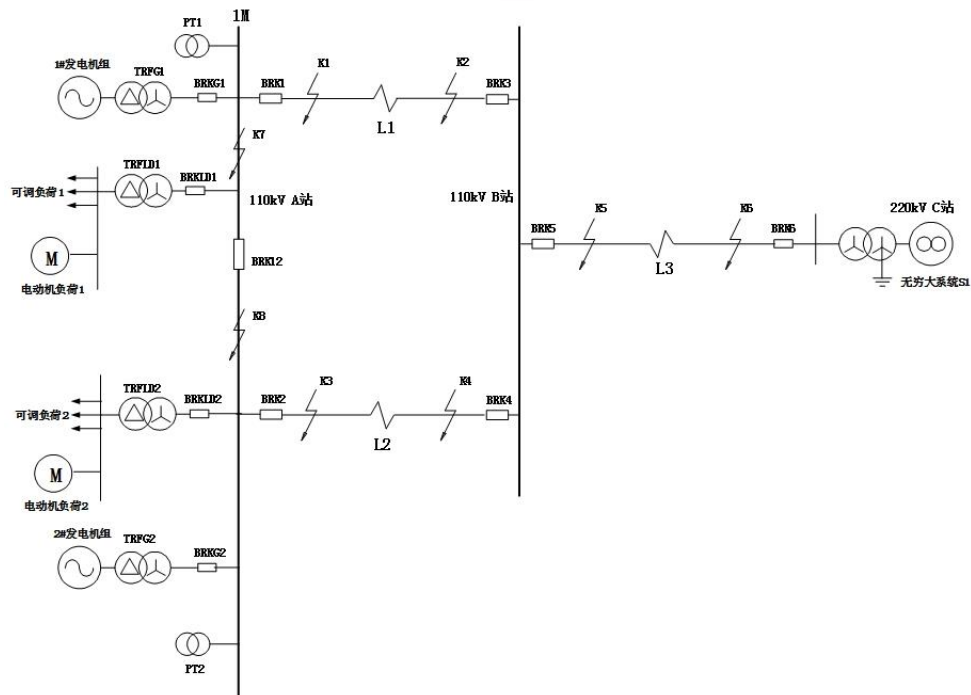 PT1
1M
1#发电机组
TRFG1
BRKG1
BRK1
K1
K2
BRK3
L1
K7
TRFLD1
BRKLD1
可调负荷1
110kV A站
110kV B站
M
电动机负荷1
BRK12
K5
K6
BRK5
BRK6
L3
220kV C站
无穷大系统S1
K8
TRFLD2
BRKLD2
BRK2
K3
K4
BRK4
L2
可调负荷2
M
电动机负荷2
2#发电机组
TRFG2
BRKG2
PT2